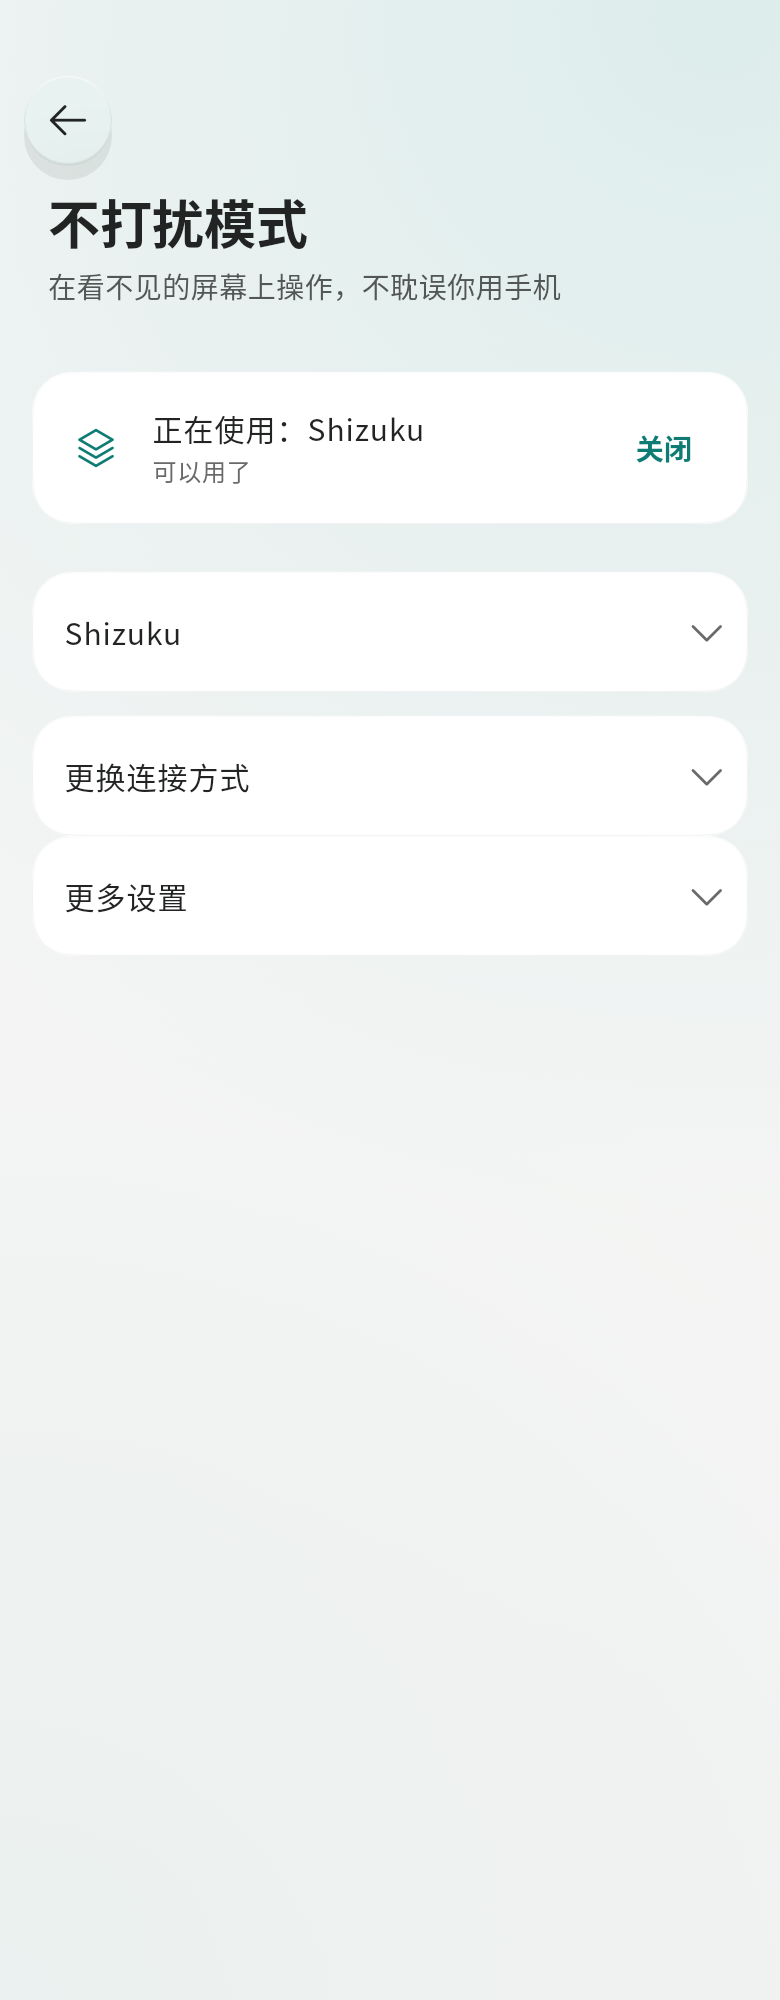 不打扰模式
在看不见的屏幕上操作，不耽误你用手机
正在使用：Shizuku
可以用了
关闭
Shizuku
更换连接方式
更多设置